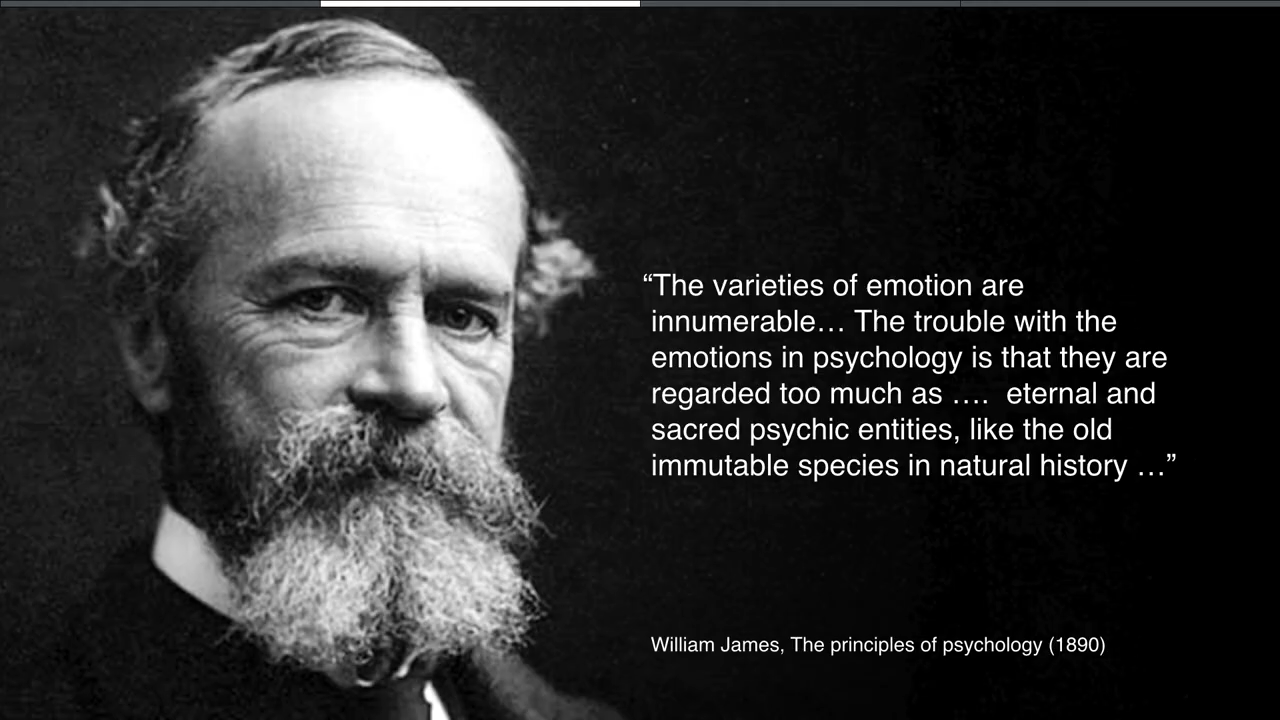 “The varieties of emotion are
innumerable… The trouble with the
emotions in psychology is that they are
regarded too much as ….  eternal and
sacred psychic entities, like the old
immutable species in natural history …”
William James, The principles of psychology (1890)